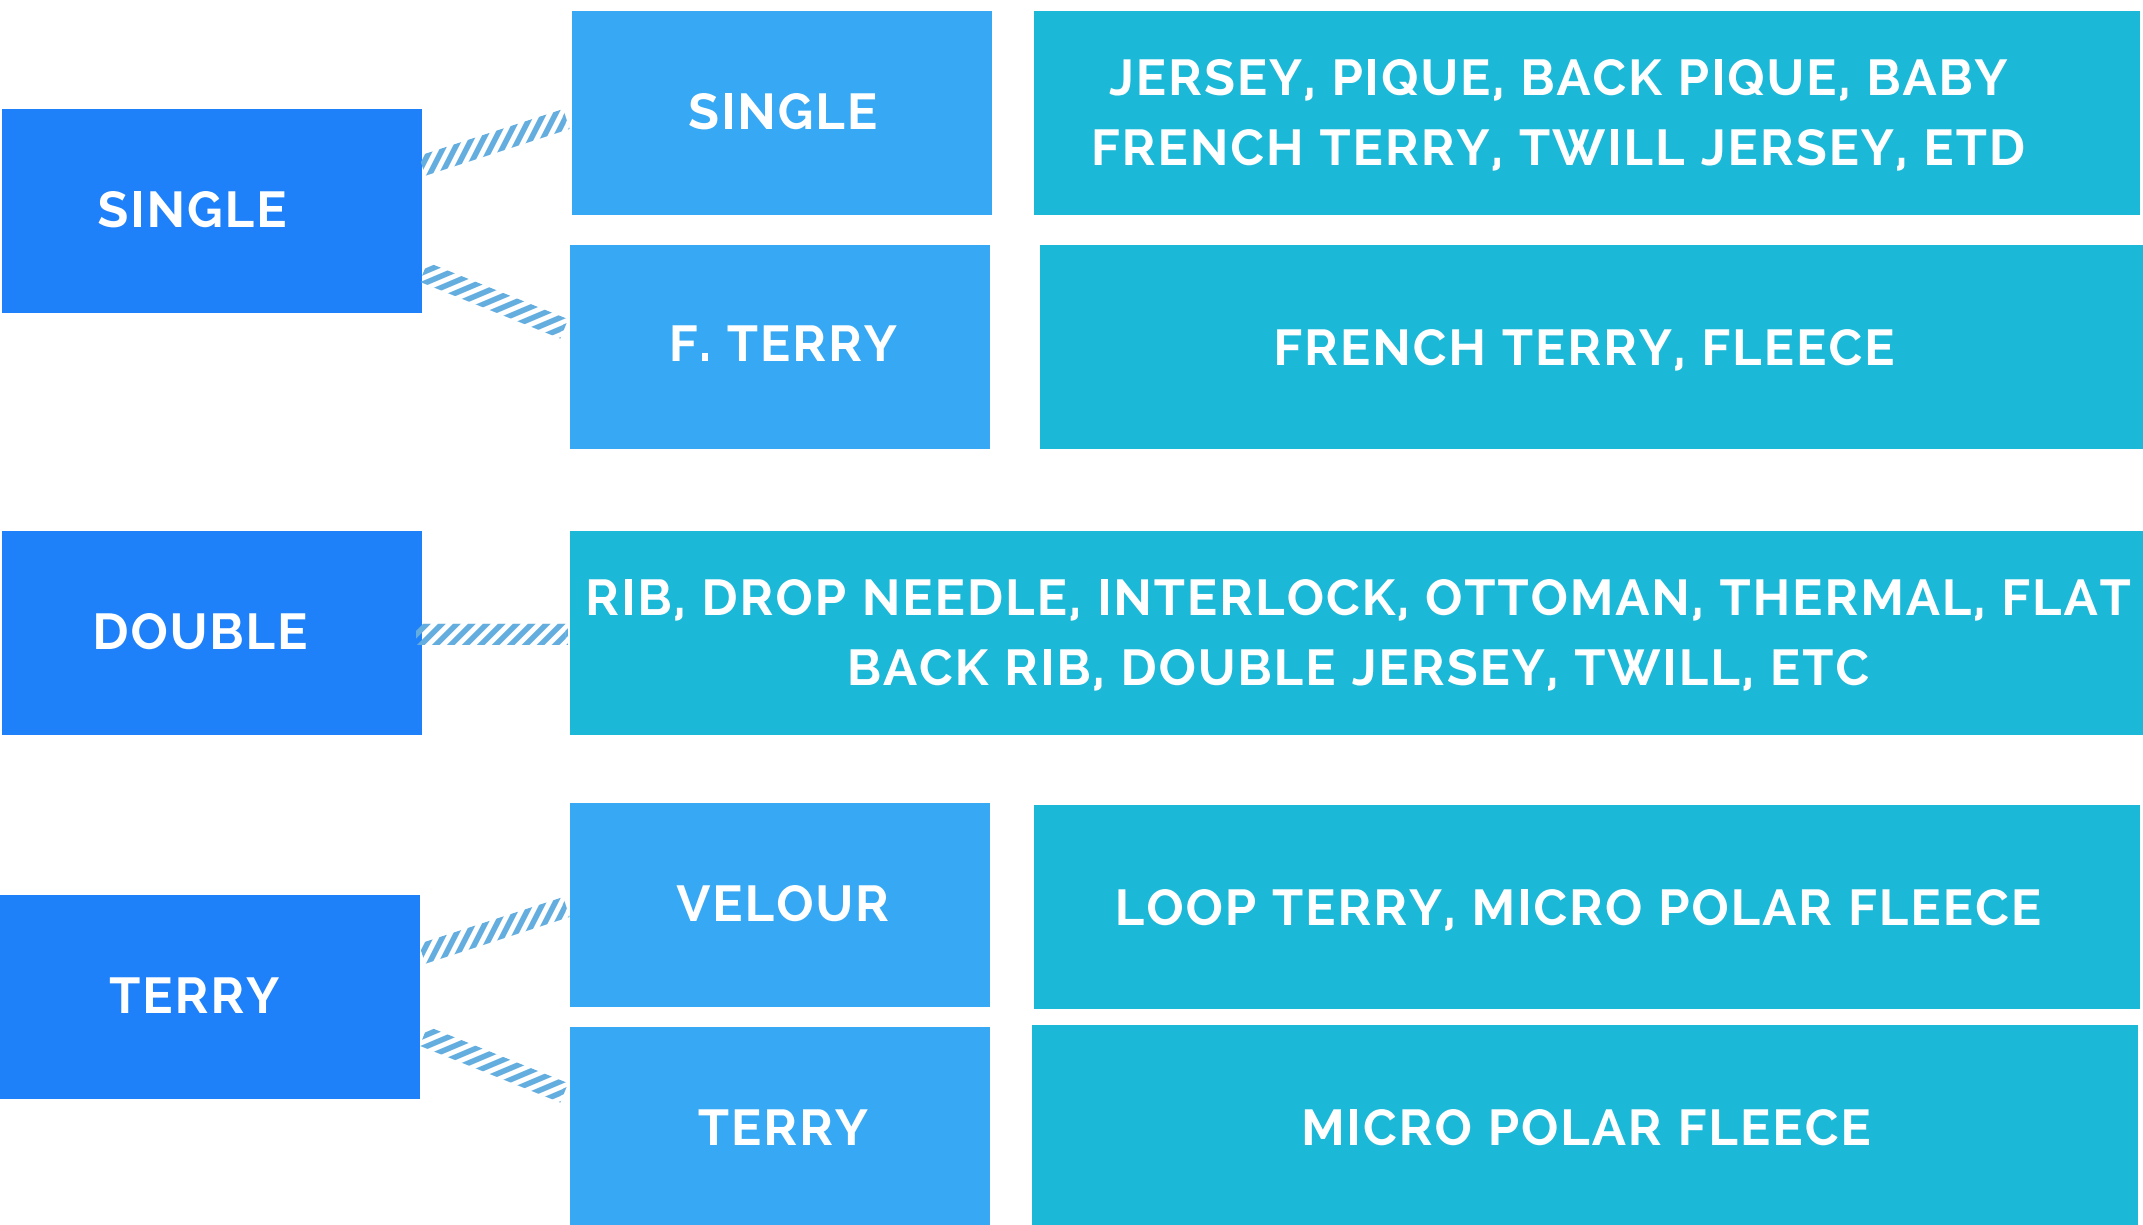 SINGLE
SINGLE
JERSEY, PIQUE, BACK PIQUE, BABY
FRENCH TERRY, TWILL JERSEY, ETD
F. TERRY
FRENCH TERRY, FLEECE
DOUBLE
RIB, DROP NEEDLE, INTERLOCK, OTTOMAN, THERMAL, FLAT
BACK RIB, DOUBLE JERSEY, TWILL, ETC
TERRY
VELOUR
LOOP TERRY, MICRO POLAR FLEECE
TERRY
MICRO POLAR FLEECE